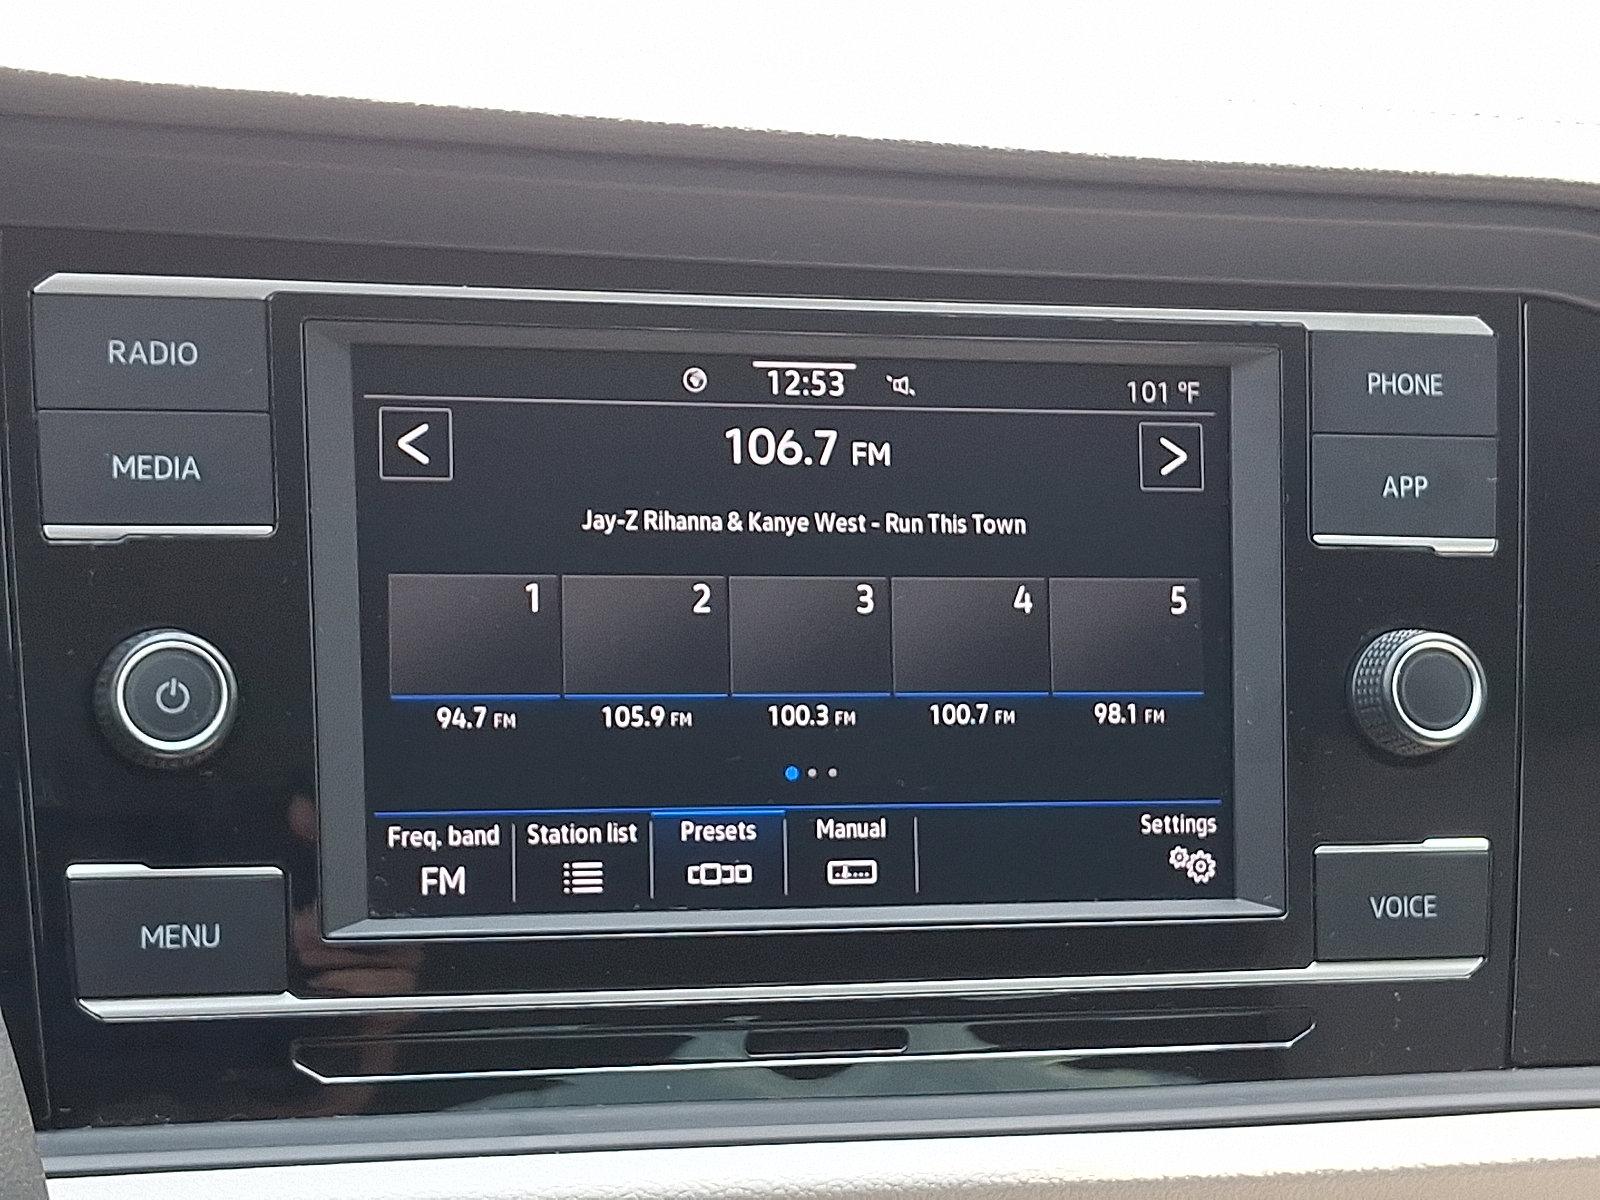 RADIO
MEDIA
MENU
12:53
101 °F
<
106.7 FM
>
Jay-Z Rihanna & Kanye West - Run This Town
1 2 3 4 5
94.7 FM 105.9 FM 100.3 FM 100.7 FM 98.1 FM
Freq. band Station list Presets Manual Settings
FM
PHONE
APP
VOICE